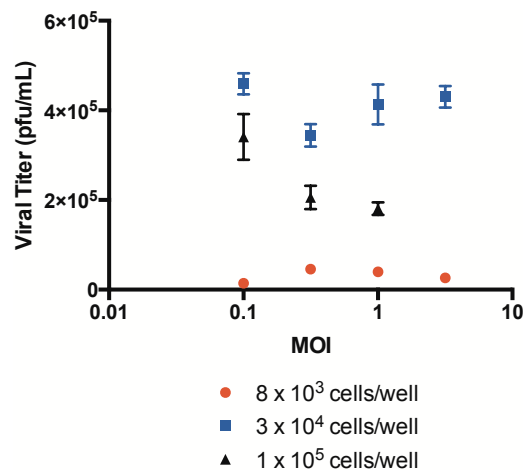 6×10⁵
4×10⁵
2×10⁵
0
Viral Titer (pfu/mL)
0.01 0.1 1 10
MOI
8 x 10³ cells/well
3 x 10⁴ cells/well
1 x 10⁵ cells/well